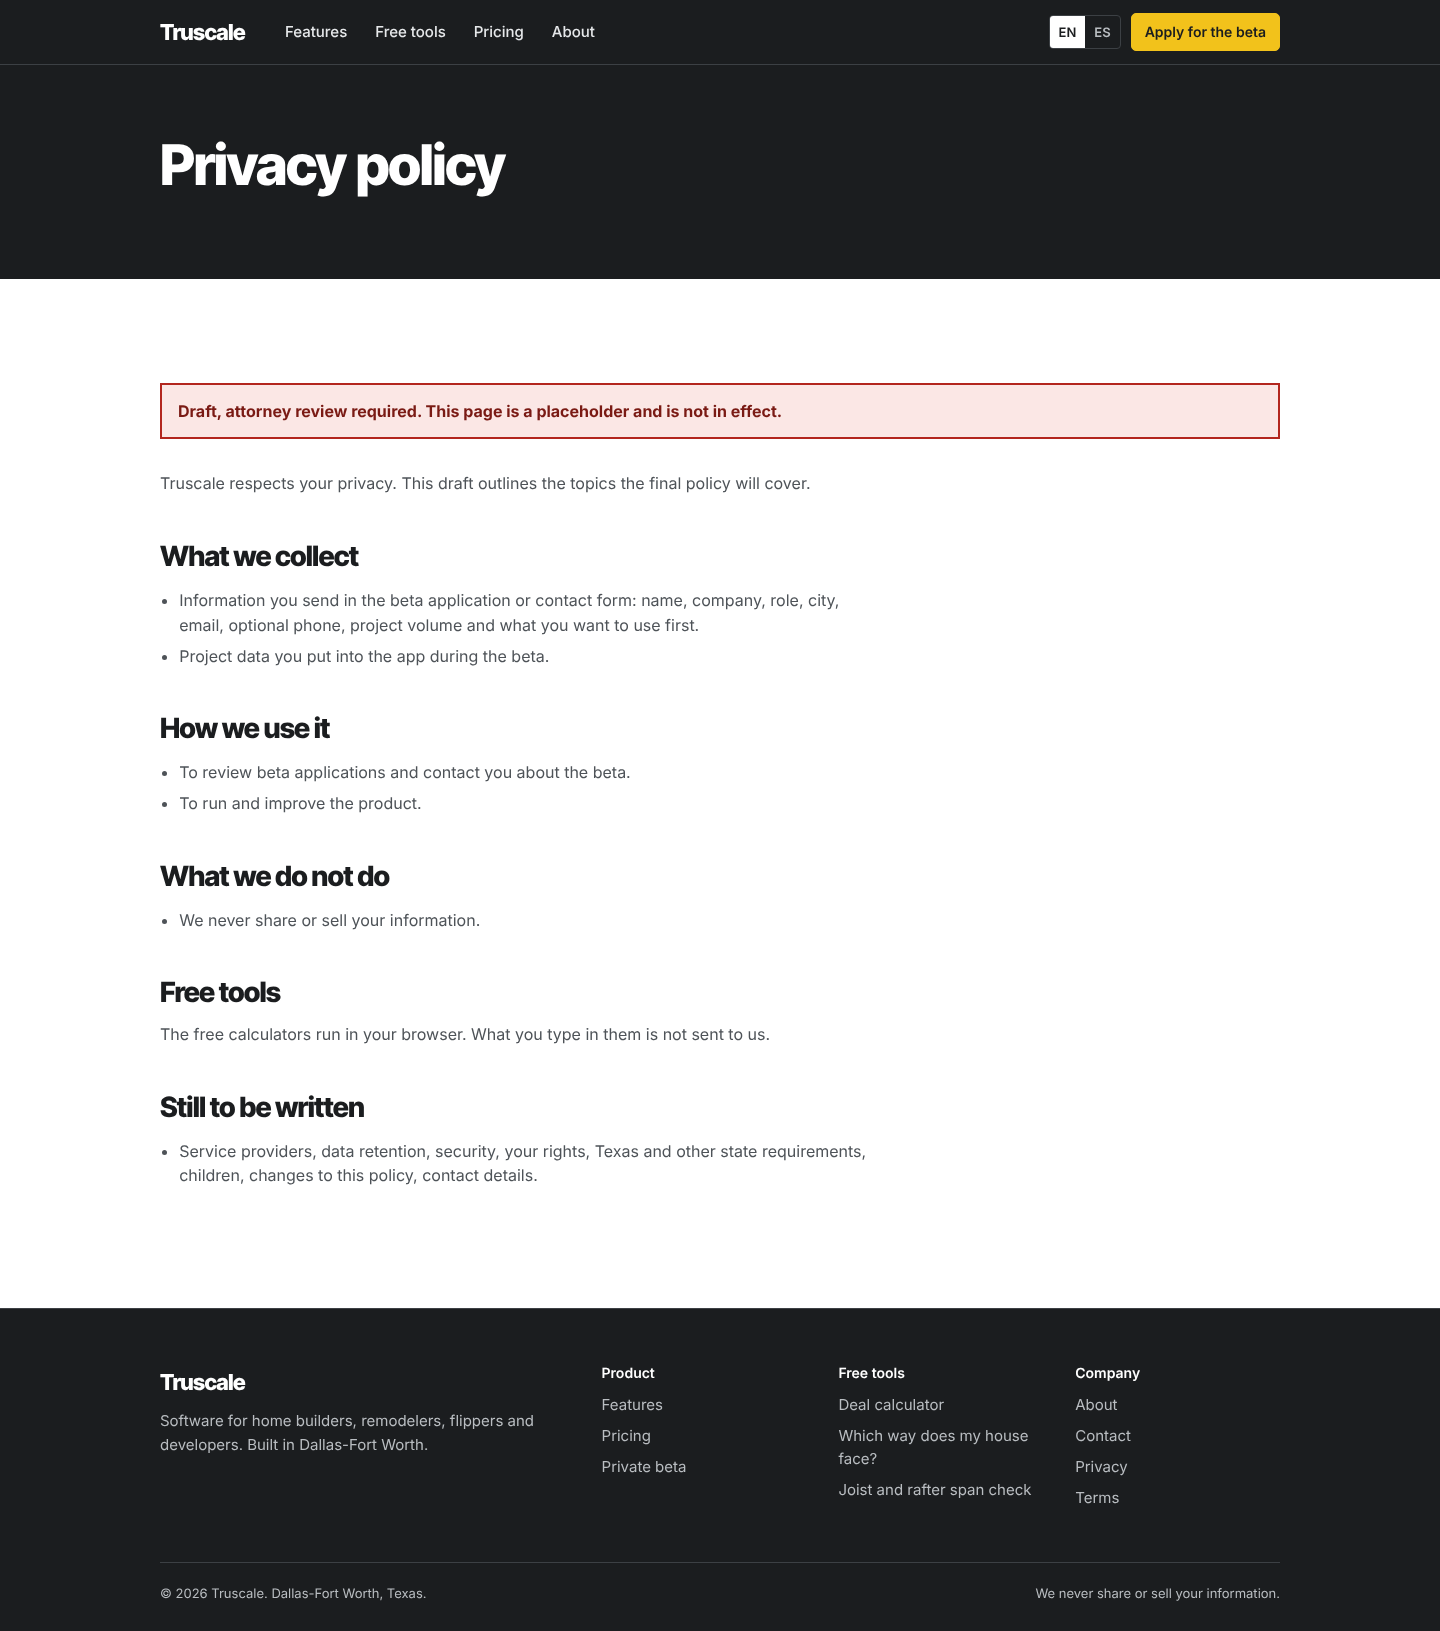 Truscale
Features
Free tools
Pricing
About
EN
ES
Apply for the beta
Privacy policy
Draft, attorney review required. This page is a placeholder and is not in effect.
Truscale respects your privacy. This draft outlines the topics the final policy will cover.
What we collect
• Information you send in the beta application or contact form: name, company, role, city,
email, optional phone, project volume and what you want to use first.
• Project data you put into the app during the beta.
How we use it
• To review beta applications and contact you about the beta.
• To run and improve the product.
What we do not do
• We never share or sell your information.
Free tools
The free calculators run in your browser. What you type in them is not sent to us.
Still to be written
• Service providers, data retention, security, your rights, Texas and other state requirements,
children, changes to this policy, contact details.
Truscale
Software for home builders, remodelers, flippers and
developers. Built in Dallas-Fort Worth.
Product
Features
Pricing
Private beta
Free tools
Deal calculator
Which way does my house
face?
Joist and rafter span check
Company
About
Contact
Privacy
Terms
© 2026 Truscale. Dallas-Fort Worth, Texas.
We never share or sell your information.